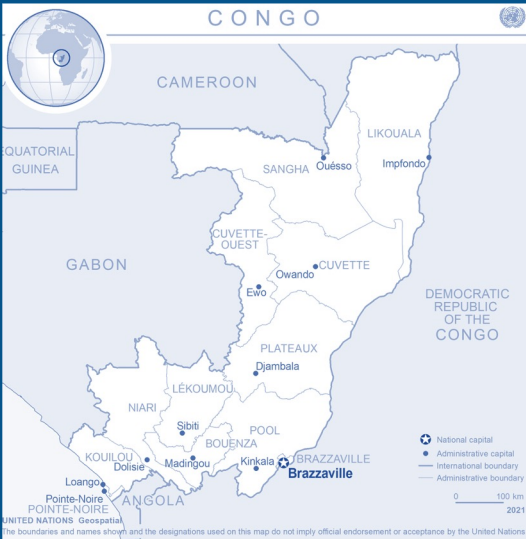 CONGO
CAMEROON
EQUATORIAL
GUINEA
LIKOUALA
SANGHA
Ouésso
Impfondo
CUVETTE-
OUEST
GABON
Owando
CUVETTE
Ewo
DEMOCRATIC
REPUBLIC
OF THE
CONGO
PLATEAUX
Djambala
LÉKOUMOU
NIARI
Sibiti
POOL
BOUENZA
KOUILOU
Dolisie
Madingou
Kinkala
BRAZZAVILLE
Brazzaville
Loango
Pointe-Noire
POINTE-NOIRE
ANGOLA
National capital
Administrative capital
International boundary
Administrative boundary
0 100 km
2021
UNITED NATIONS Geospatial
The boundaries and names shown and the designations used on this map do not imply official endorsement or acceptance by the United Nations